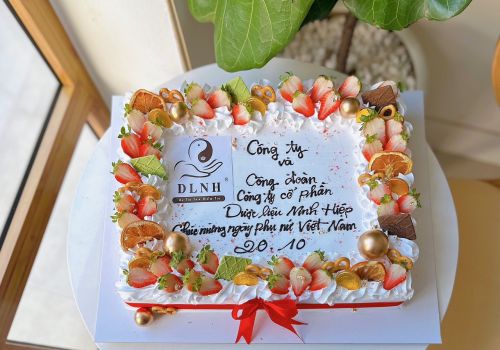 DLNH
®
Công ty
và
Công đoàn
Công ty cổ phần
Dược liệu Ninh Hiệp
Chúc mừng ngày phụ nữ Việt Nam
20.10